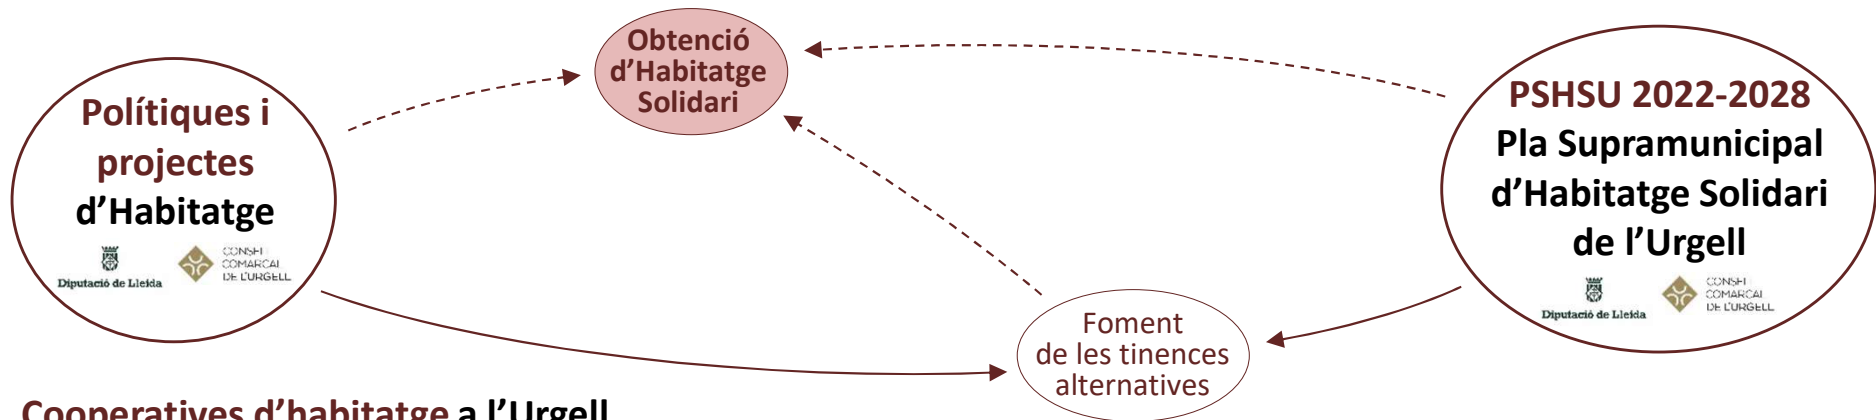 Obtenció
d’Habitatge
Solidari
Polítiques i
projectes
d’Habitatge
Diputació de Lleida
CONSELL
COMARCAL
DE L'URGELL
PSHSU 2022-2028
Pla Supramunicipal
d’Habitatge Solidari
de l’Urgell
Diputació de Lleida
CONSELL
COMARCAL
DE L'URGELL
Foment
de les tinences
alternatives
Cooperatives d’habitatge a l’Urgell